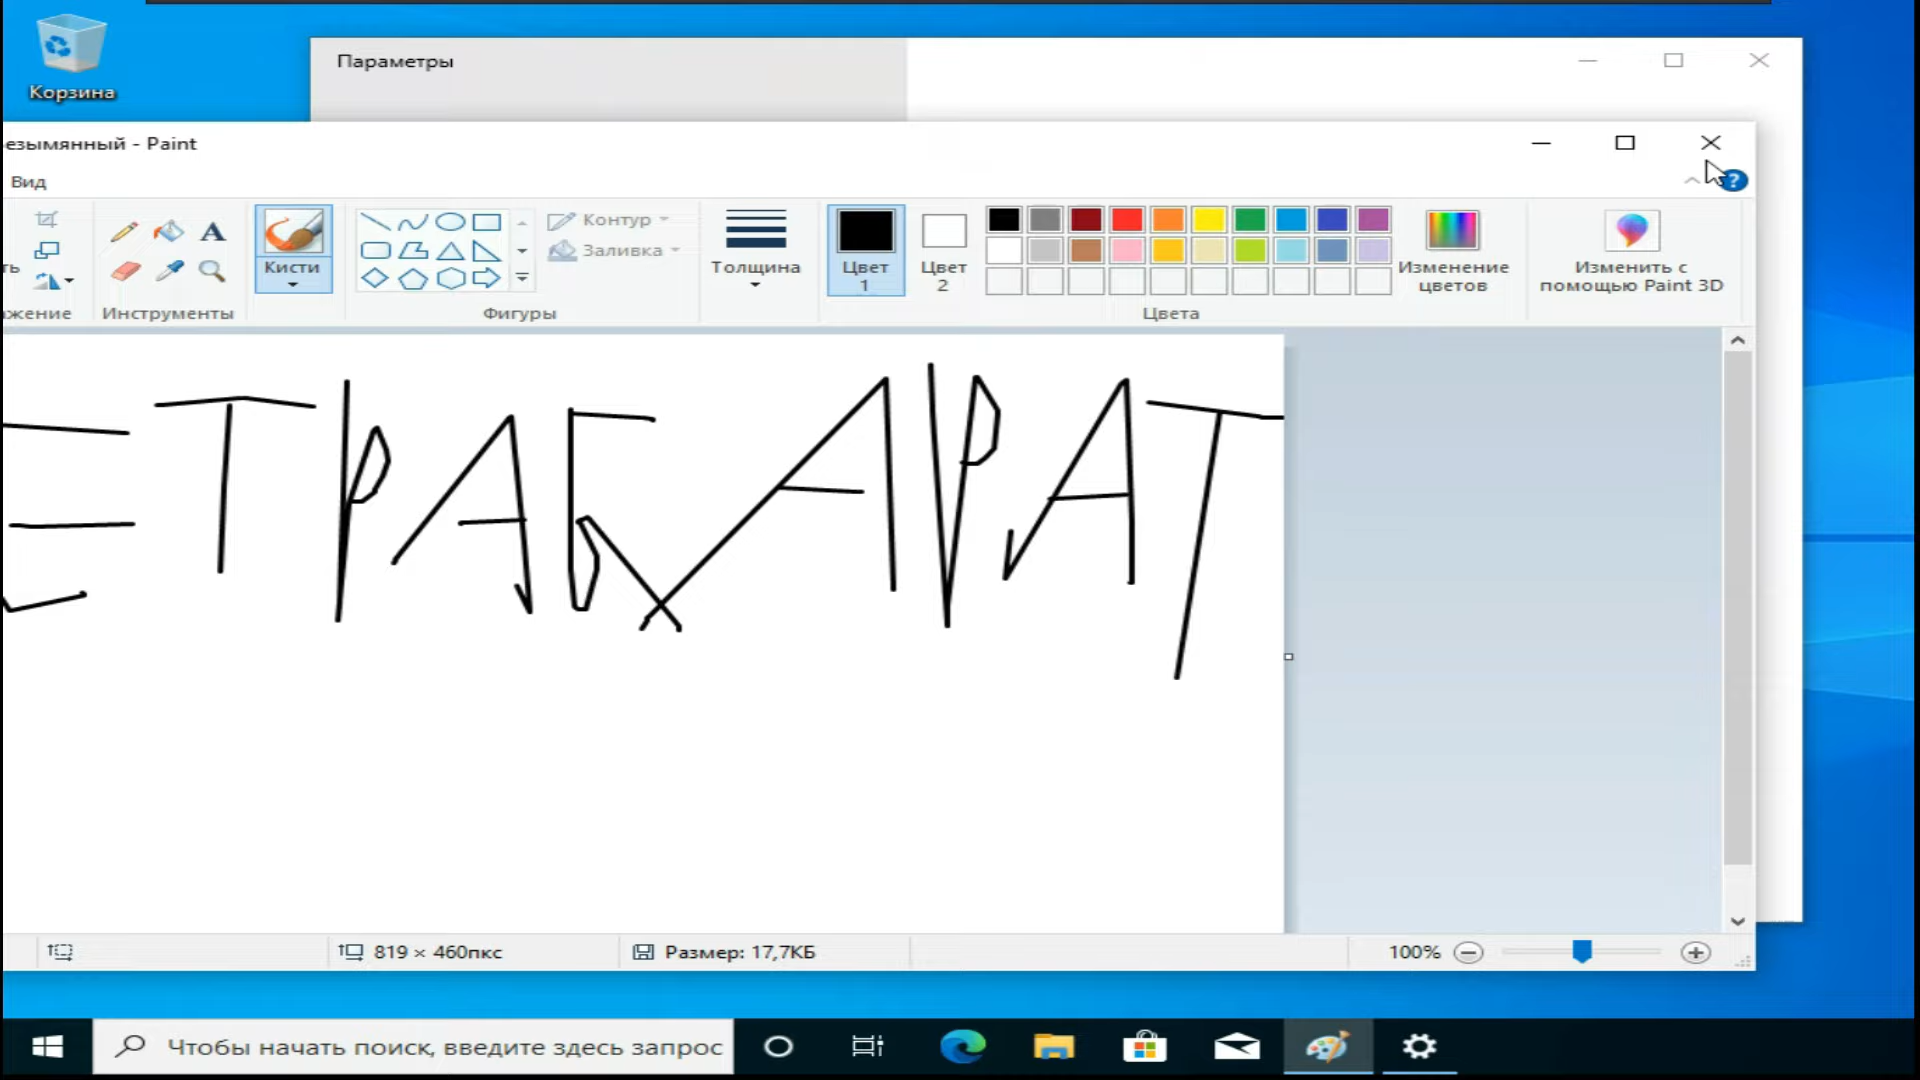 Корзина
Параметры
езымянный - Paint
Вид
ть
жение
Инструменты
Кисти
Фигуры
Контур
Заливка
Толщина
Цвет
1
Цвет
2
Цвета
Изменение
цветов
Изменить с
помощью Paint 3D
ТРАБАРАТ
819 × 460пкс
Размер: 17,7КБ
100%
Чтобы начать поиск, введите здесь запрос